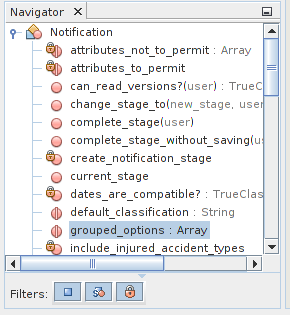 Navigator
Notification
attributes_not_to_permit : Array
attributes_to_permit
can_read_versions?(user) : TrueC
change_stage_to(new_stage, user
complete_stage(user)
complete_stage_without_saving(us
create_notification_stage
current_stage
dates_are_compatible? : TrueClas
default_classification : String
grouped_options : Array
include_injured_accident_types
Filters: